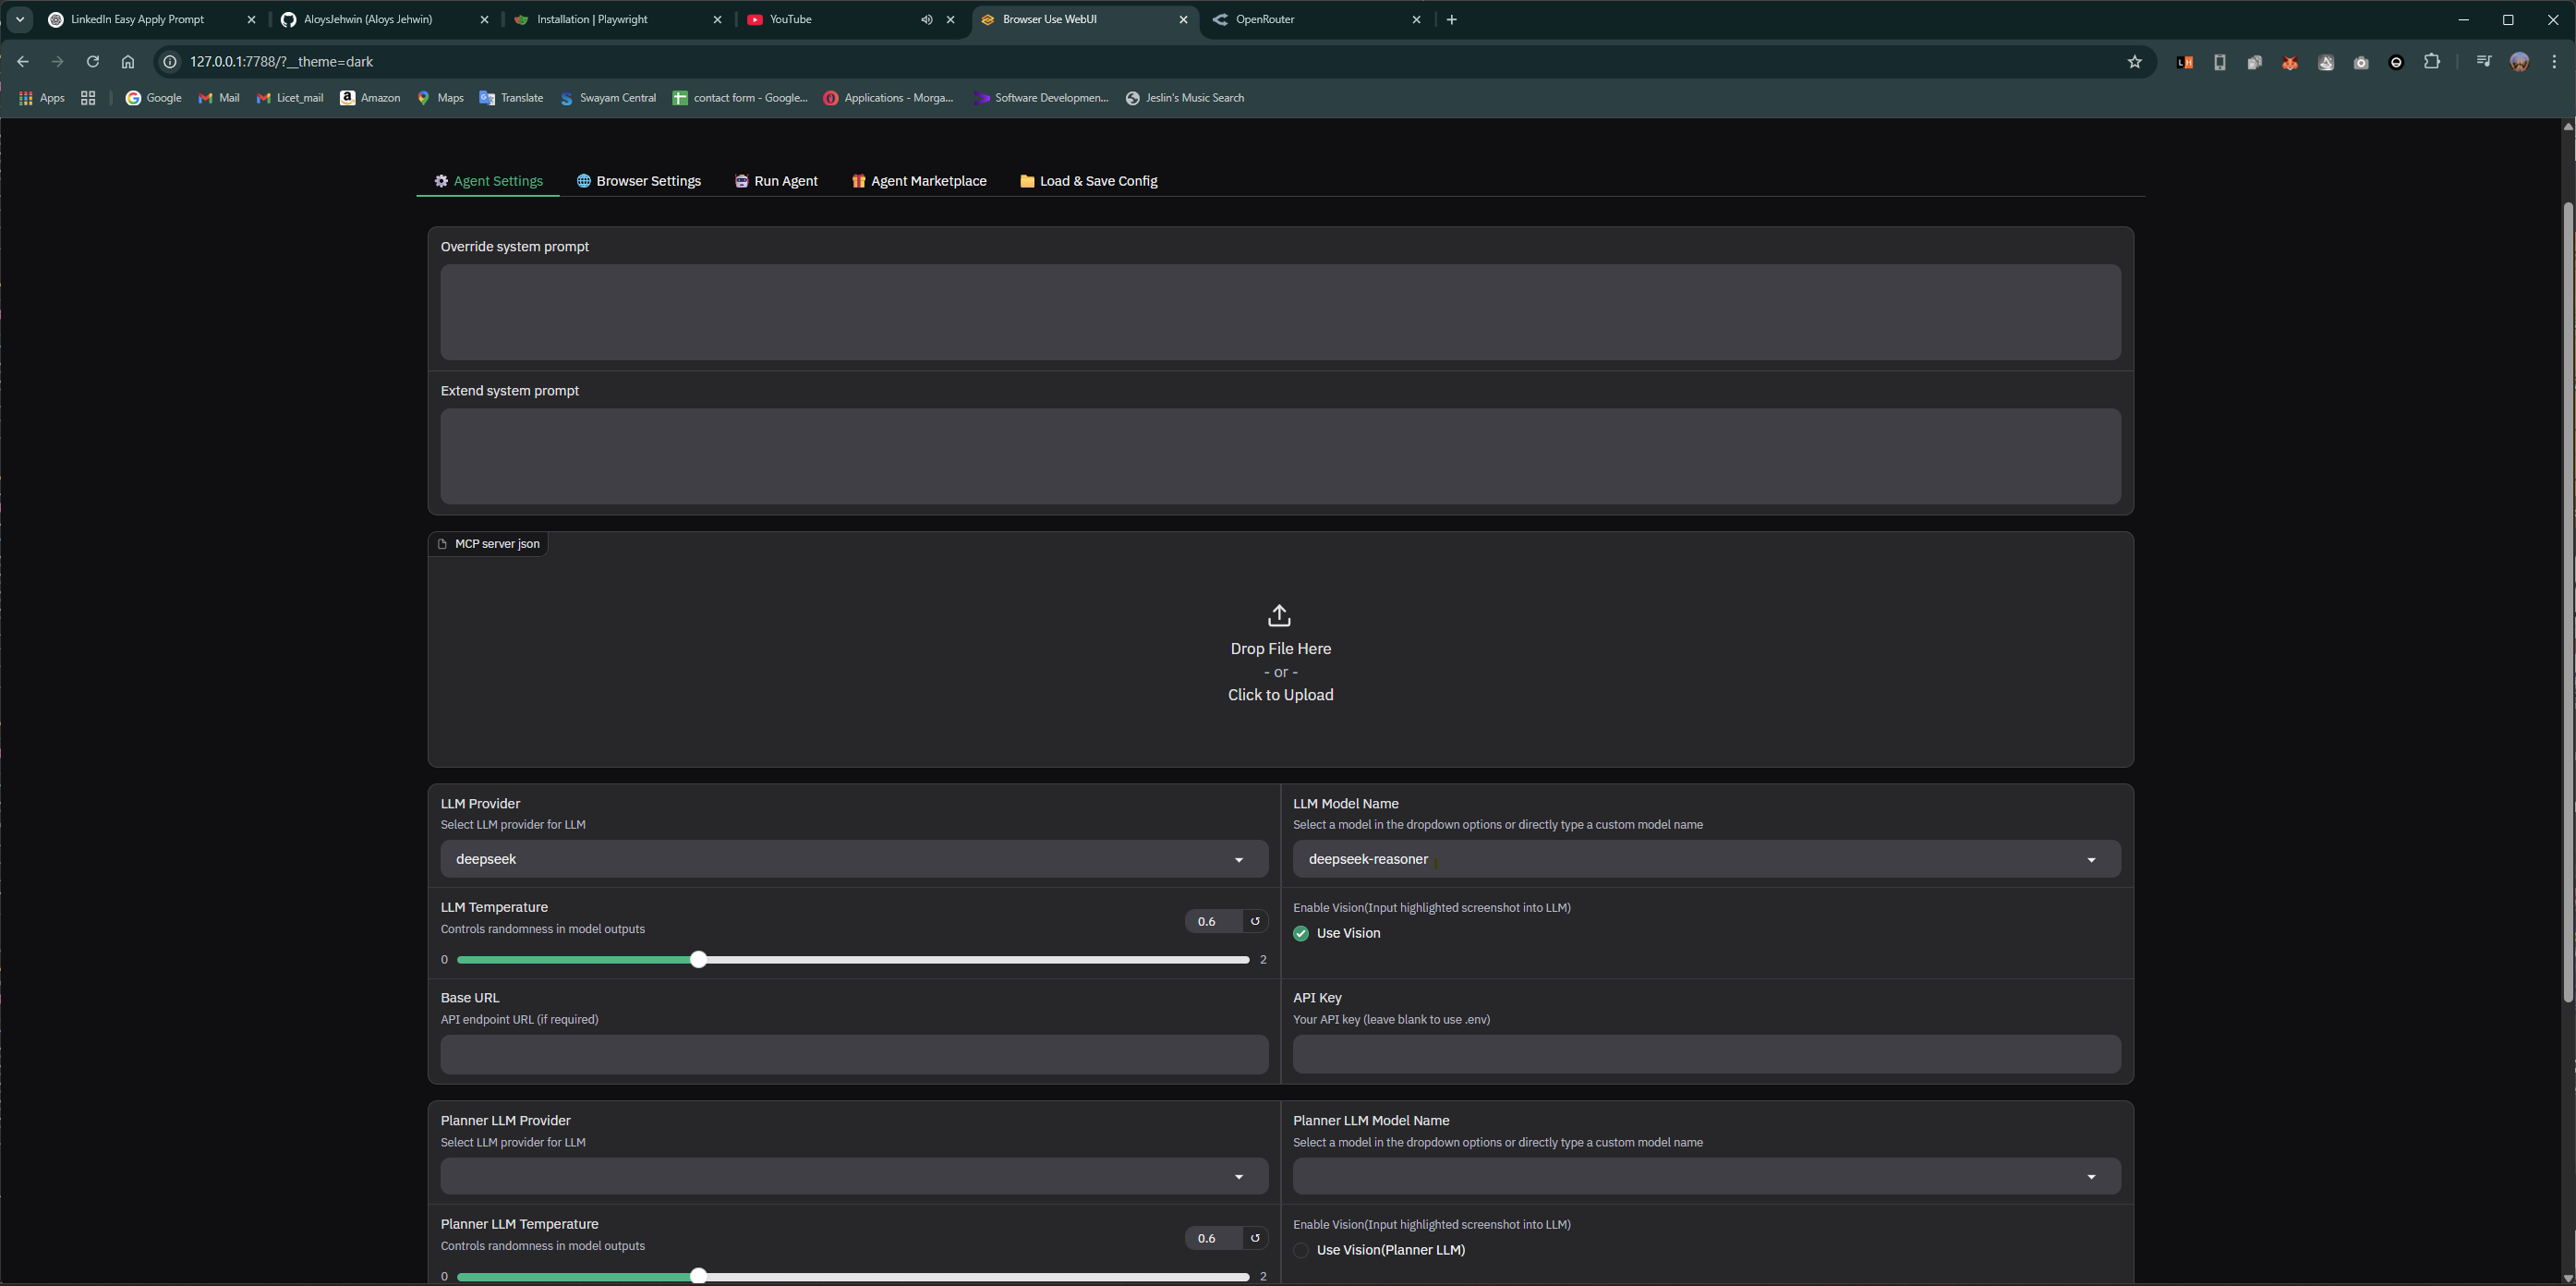 LinkedIn Easy Apply Prompt
AloysJehwin (Aloys Jehwin)
Installation | Playwright
YouTube
Browser Use WebUI
OpenRouter
127.0.0.1:7788/?__theme=dark
Apps
Google
Mail
Licet_mail
Amazon
Maps
Translate
Swayam Central
contact form - Google...
Applications - Morga...
Software Developmen...
Jeslin's Music Search
Agent Settings
Browser Settings
Run Agent
Agent Marketplace
Load & Save Config
Override system prompt
Extend system prompt
MCP server json
Drop File Here
- or -
Click to Upload
LLM Provider
Select LLM provider for LLM
deepseek
LLM Model Name
Select a model in the dropdown options or directly type a custom model name
deepseek-reasoner
LLM Temperature
Controls randomness in model outputs
0.6
0
2
Enable Vision(Input highlighted screenshot into LLM)
Use Vision
Base URL
API endpoint URL (if required)
API Key
Your API key (leave blank to use .env)
Planner LLM Provider
Select LLM provider for LLM
Planner LLM Model Name
Select a model in the dropdown options or directly type a custom model name
Planner LLM Temperature
Controls randomness in model outputs
0.6
0
2
Enable Vision(Input highlighted screenshot into LLM)
Use Vision(Planner LLM)